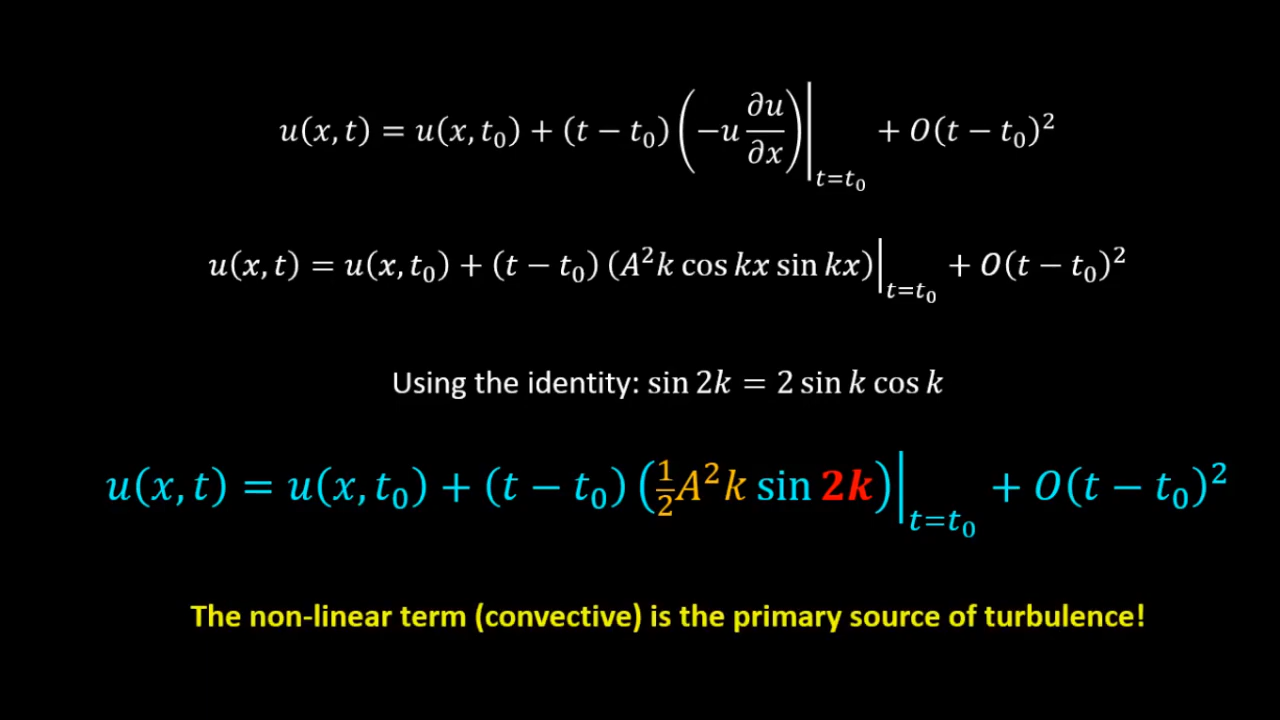 u(x, t) = u(x, t₀) + (t − t₀) (−u ∂u/∂x)|ₜ₌ₜ₀ + O(t − t₀)²
u(x, t) = u(x, t₀) + (t − t₀) (A²k cos kx sin kx)|ₜ₌ₜ₀ + O(t − t₀)²
Using the identity: sin 2k = 2 sin k cos k
u(x, t) = u(x, t₀) + (t − t₀) (½A²k sin 2k)|ₜ₌ₜ₀ + O(t − t₀)²
The non-linear term (convective) is the primary source of turbulence!